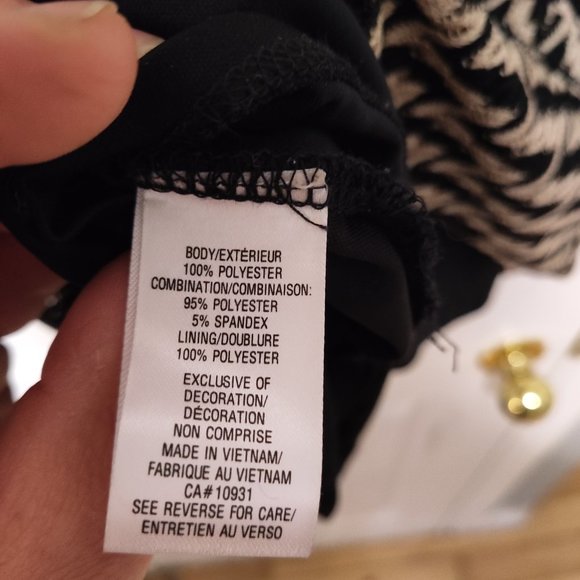 BODY/EXTÉRIEUR
100% POLYESTER
COMBINATION/COMBINAISON:
95% POLYESTER
5% SPANDEX
LINING/DOUBLURE
100% POLYESTER
EXCLUSIVE OF
DECORATION/
DÉCORATION
NON COMPRISE
MADE IN VIETNAM/
FABRIQUE AU VIETNAM
CA#10931
SEE REVERSE FOR CARE/
ENTRETIEN AU VERSO